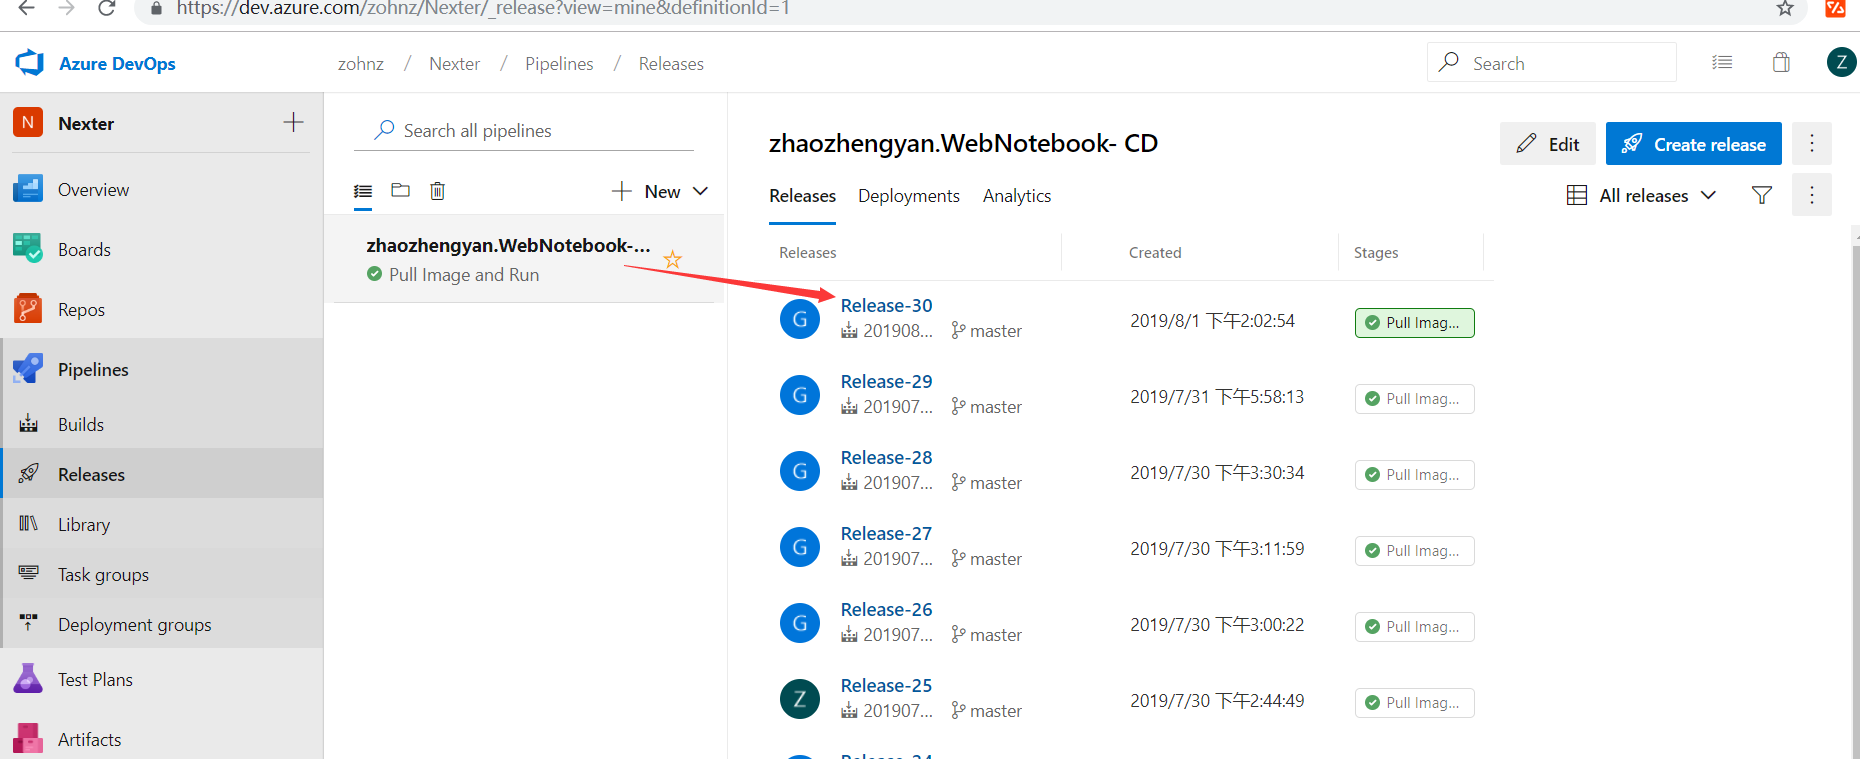 https://dev.azure.com/zohnz/Nexter/_release?view=mine&definitionId=1
Azure DevOps
zohnz / Nexter / Pipelines / Releases
Search
Z
N Nexter
Overview
Boards
Repos
Pipelines
Builds
Releases
Library
Task groups
Deployment groups
Test Plans
Artifacts
Search all pipelines
New
zhaozhengyan.WebNotebook-...
Pull Image and Run
zhaozhengyan.WebNotebook- CD
Edit
Create release
Releases Deployments Analytics
All releases
Releases Created Stages
G Release-30 2019/8/1 下午2:02:54 Pull Imag...
201908... master
G Release-29 2019/7/31 下午5:58:13 Pull Imag...
201907... master
G Release-28 2019/7/30 下午3:30:34 Pull Imag...
201907... master
G Release-27 2019/7/30 下午3:11:59 Pull Imag...
201907... master
G Release-26 2019/7/30 下午3:00:22 Pull Imag...
201907... master
Z Release-25 2019/7/30 下午2:44:49 Pull Imag...
201907... master